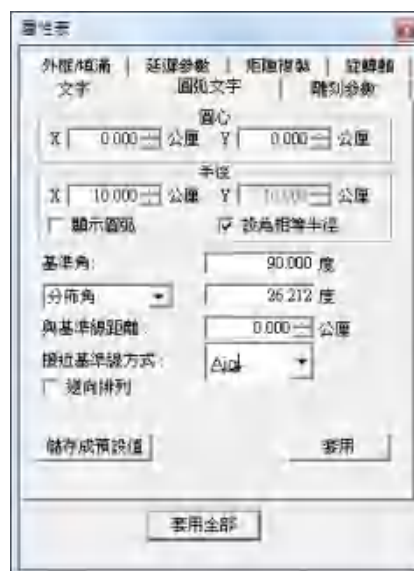 屬性表
外框/填滿 | 延遲參數 | 矩陣複製 | 旋轉軸
文字 | 圓弧文字 | 雕刻參數
圓心
X 0.000 公厘 Y 0.000 公厘
半徑
X 10.000 公厘 Y 10.000 公厘
顯示圓弧 設為相等半徑
基準角: 90.000 度
分佈角 26.212 度
與基準線距離: 0.000 公厘
接近基準線方式:
逆向排列
儲存成預設值 套用
套用全部